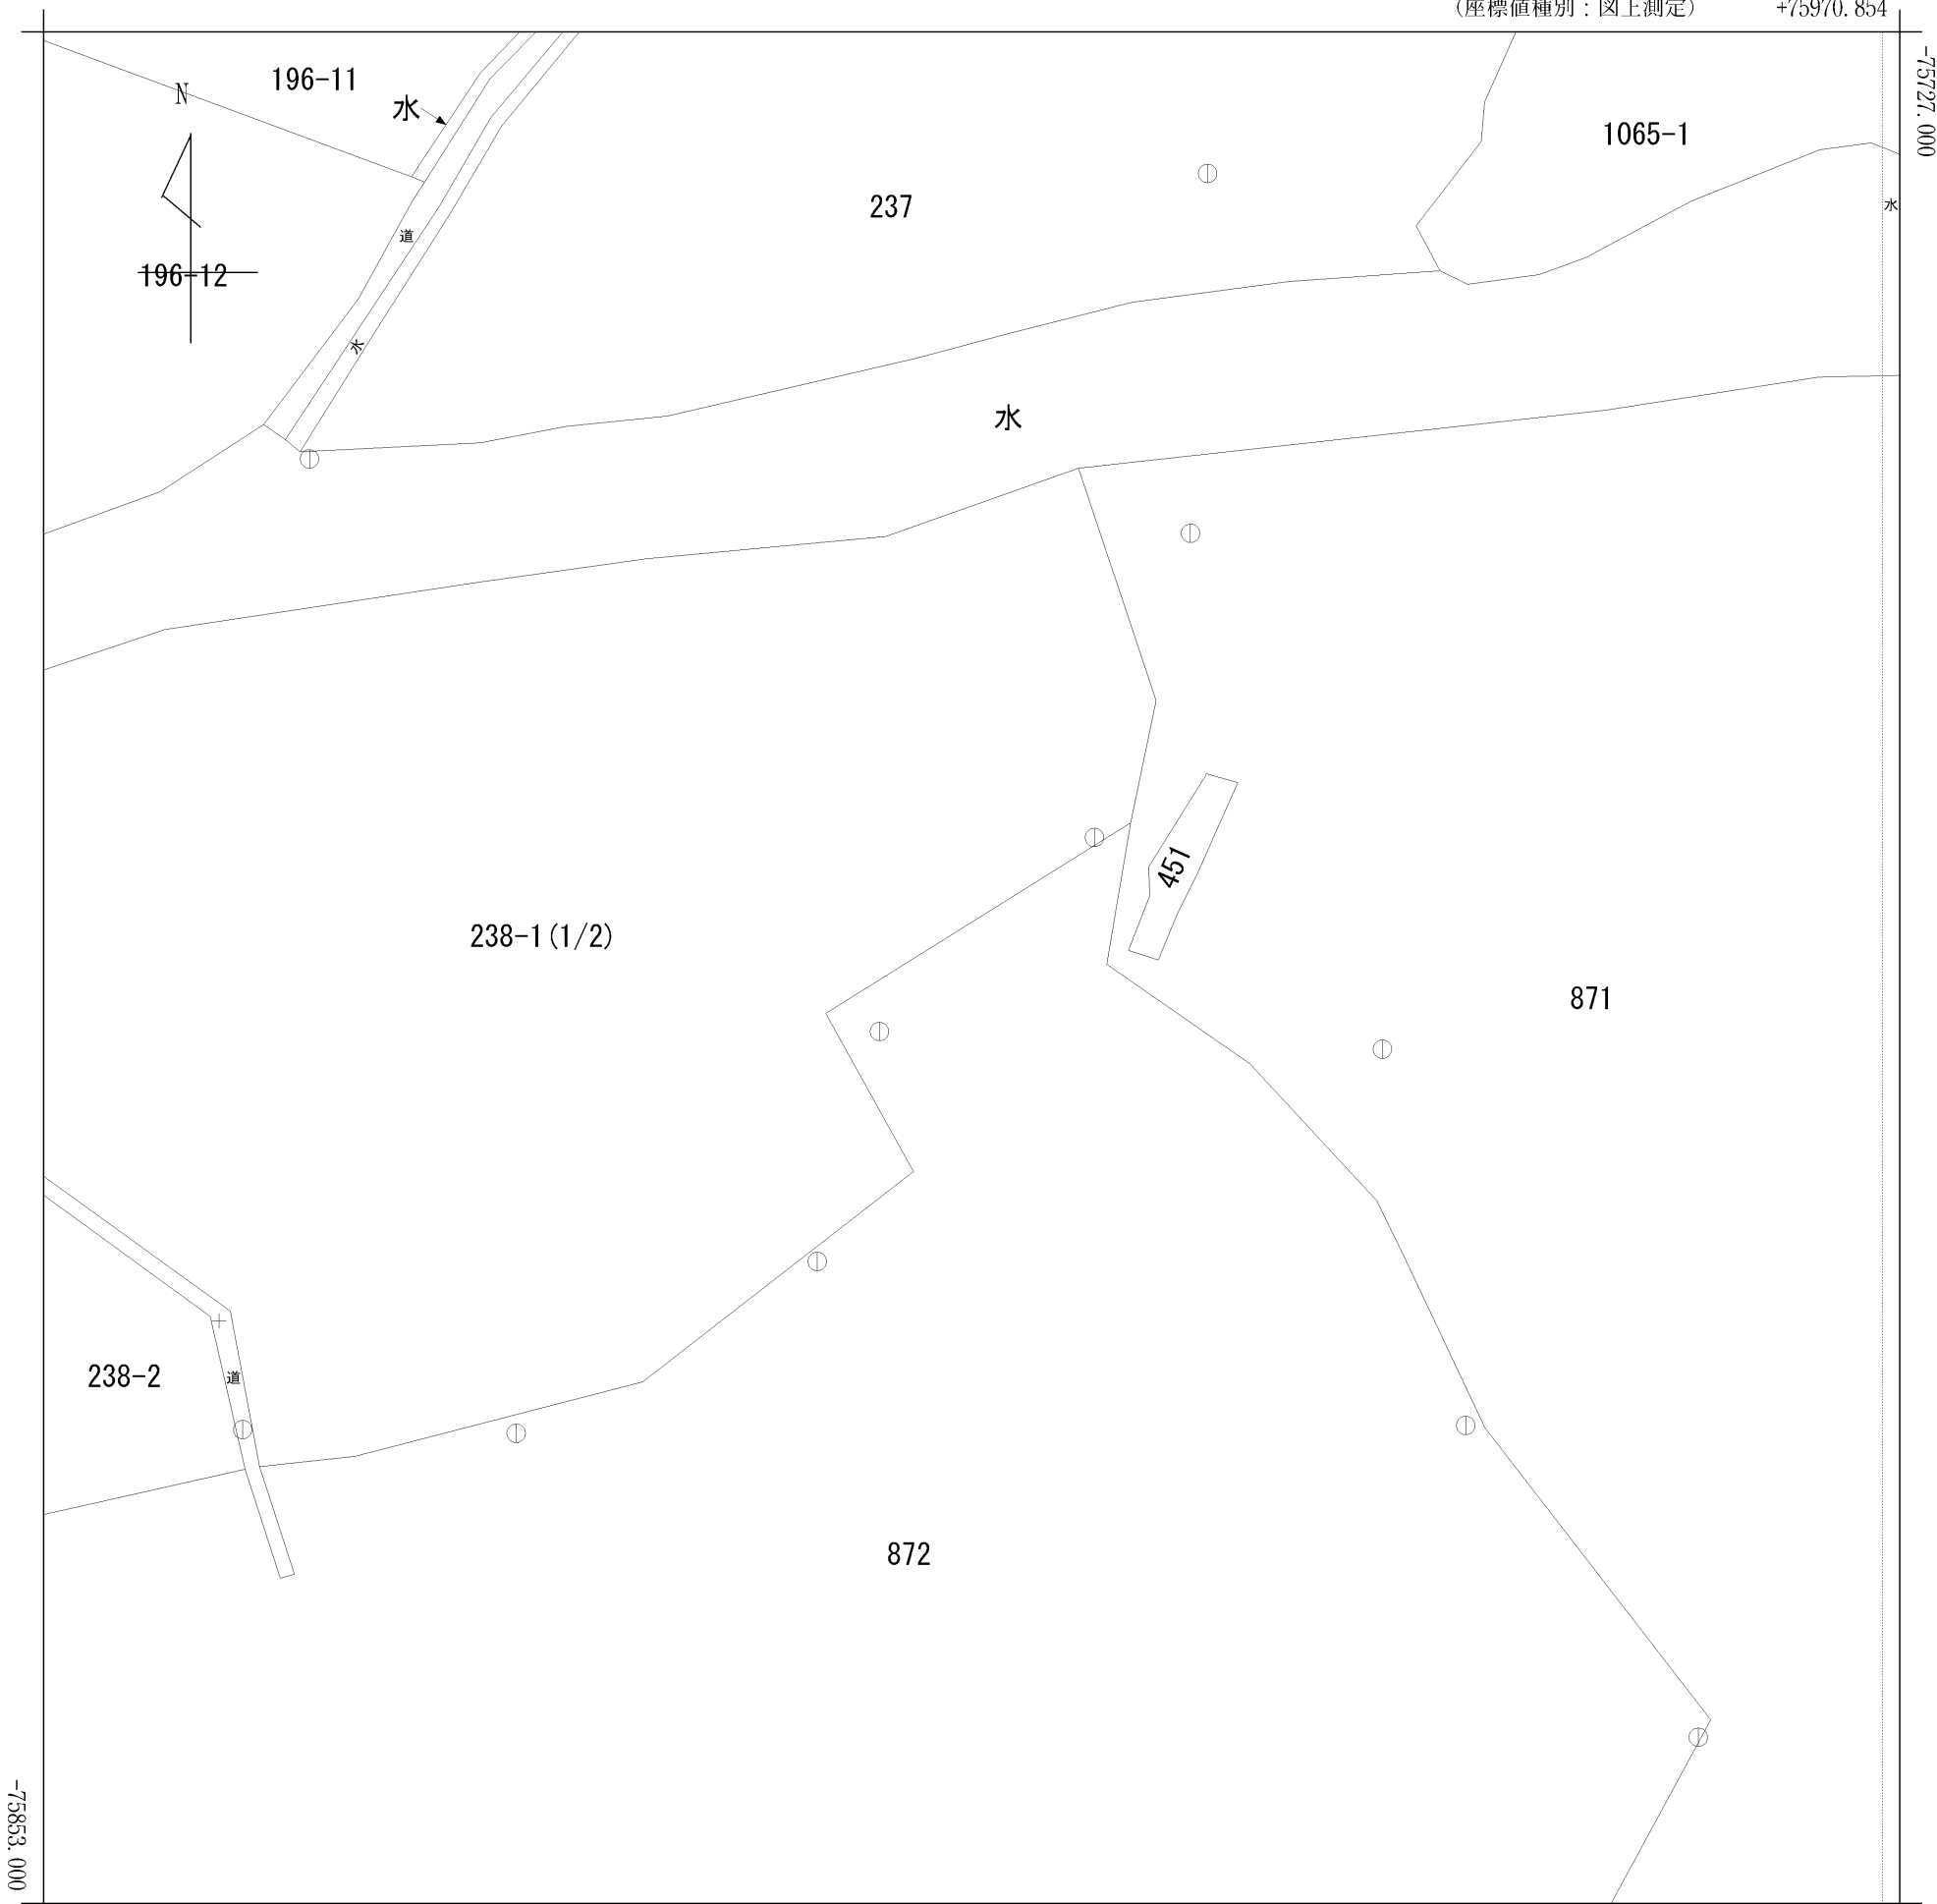 (座標値種別：図上測定)
+75970.854
-75727.000
196-11
N
水
1065-1
237
水
道
196-12
水
水
451
238-1(1/2)
871
238-2
道
872
-75853.000